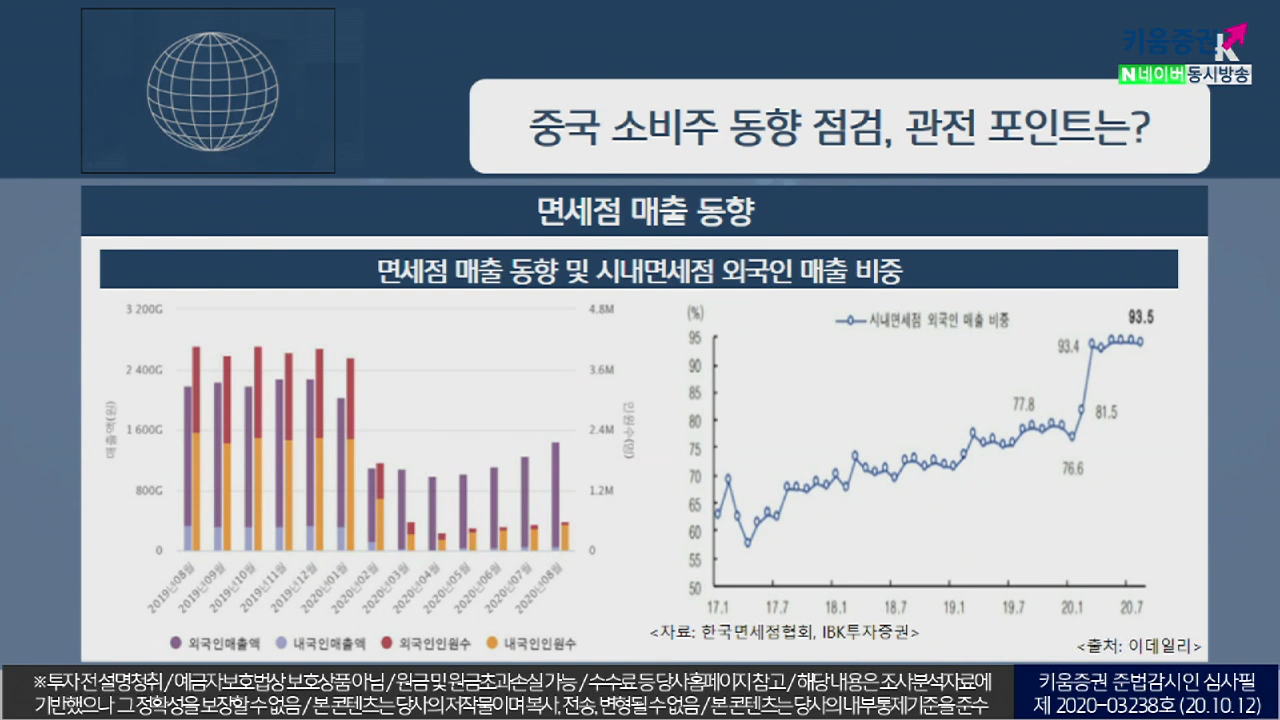 키움증권
N네이버 동시방송
중국 소비주 동향 점검, 관전 포인트는?
면세점 매출 동향
면세점 매출 동향 및 시내면세점 외국인 매출 비중
3 200G
2 400G
1 600G
800G
0
매출액(원)
4.8M
3.6M
2.4M
1.2M
0
인원수(명)
2019년08월
2019년09월
2019년10월
2019년11월
2019년12월
2020년01월
2020년02월
2020년03월
2020년04월
2020년05월
2020년06월
2020년07월
2020년08월
외국인매출액 내국인매출액 외국인인원수 내국인인원수
(%)
시내면세점 외국인 매출 비중
95
90
85
80
75
70
65
60
55
50
93.5
93.4
77.8
81.5
76.6
17.1 17.7 18.1 18.7 19.1 19.7 20.1 20.7
<자료: 한국면세점협회, IBK투자증권>
<출처: 이데일리>
※ 투자 전 설명청취 / 예금자보호법상 보호상품 아님 / 원금 및 원금초과손실 가능 / 수수료 등 당사홈페이지 참고 / 해당 내용은 조사분석자료에
기반했으나 그 정확성을 보장할 수 없음 / 본 콘텐츠는 당사의 저작물이며 복사, 전송, 변형될 수 없음 / 본 콘텐츠는 당사의 내부통제기준을 준수
키움증권 준법감시인 심사필
제 2020-03238호 (20.10.12)